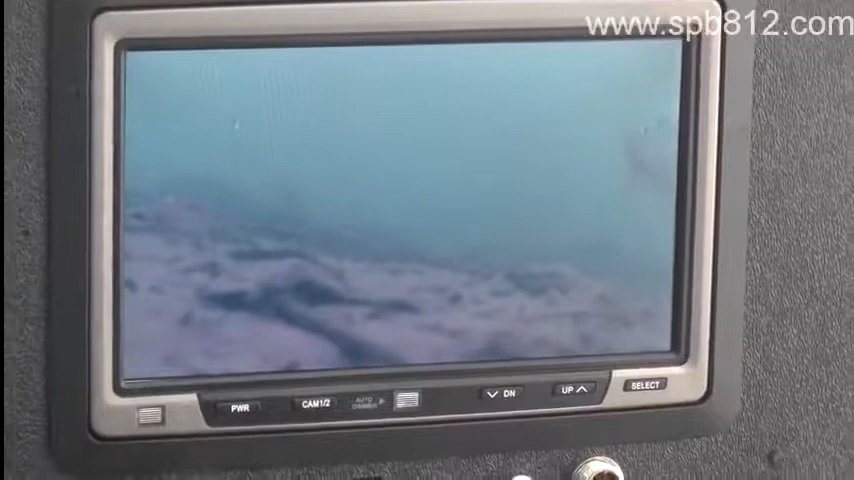 www.spb812.com
PWR
CAM1/2
AUTO
DIMMER
DN
UP
SELECT